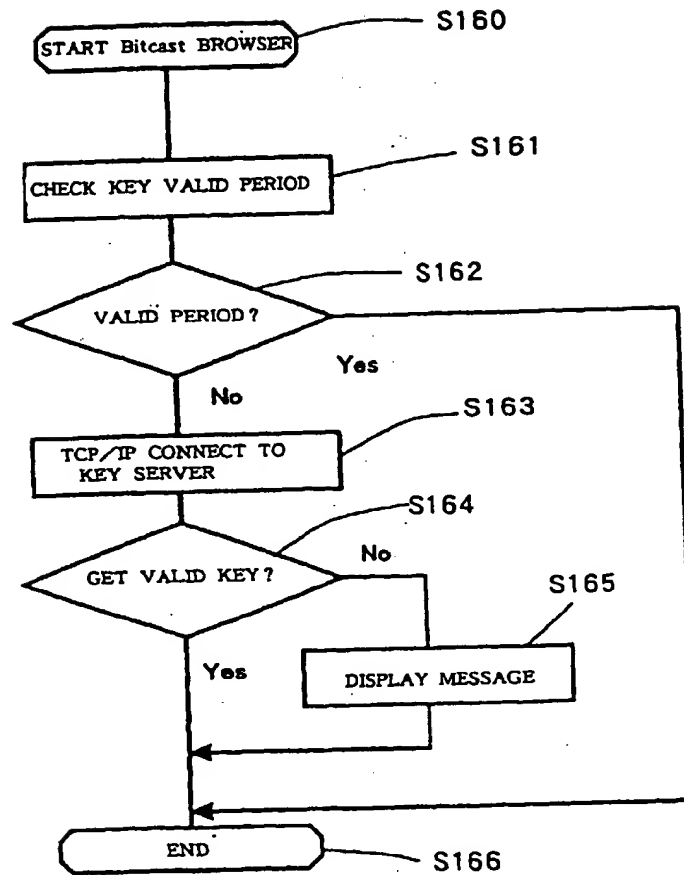 START Bitcast BROWSER
S160
CHECK KEY VALID PERIOD
S161
VALID PERIOD?
S162
Yes
No
TCP/IP CONNECT TO
KEY SERVER
S163
GET VALID KEY?
S164
No
Yes
DISPLAY MESSAGE
S165
END
S166